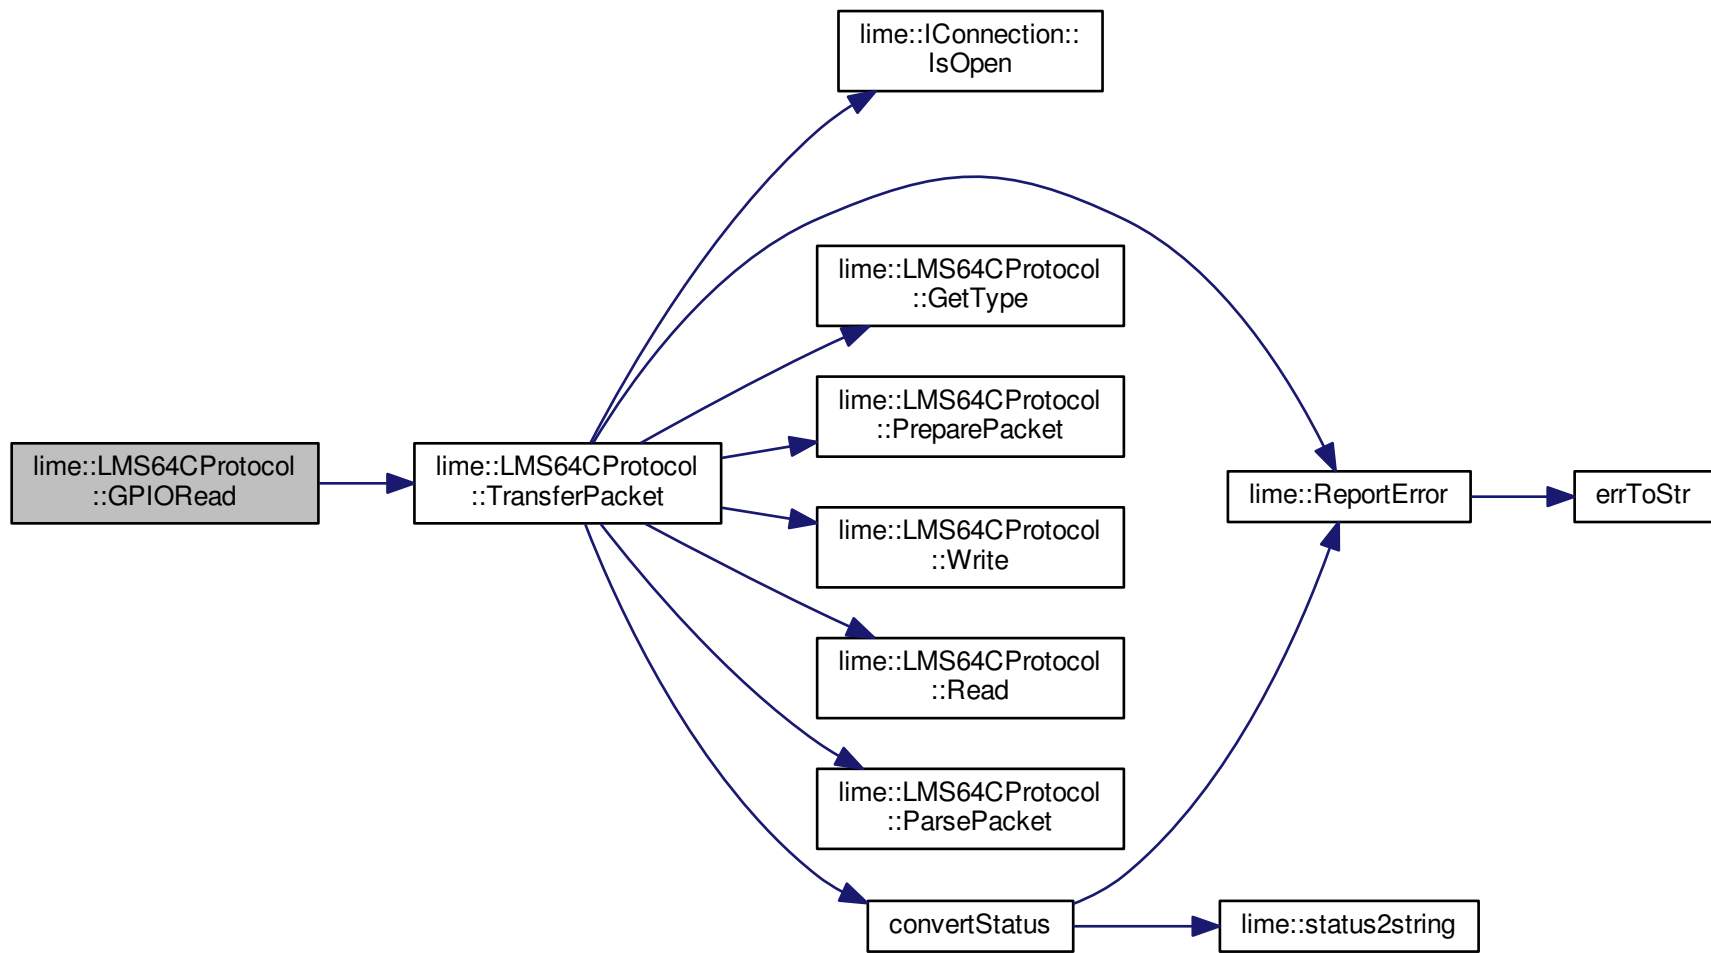 lime::IConnection::
IsOpen
lime::LMS64CProtocol
::GetType
lime::LMS64CProtocol
::PreparePacket
lime::LMS64CProtocol
::GPIORead
lime::LMS64CProtocol
::TransferPacket
lime::ReportError
errToStr
lime::LMS64CProtocol
::Write
lime::LMS64CProtocol
::Read
lime::LMS64CProtocol
::ParsePacket
convertStatus
lime::status2string